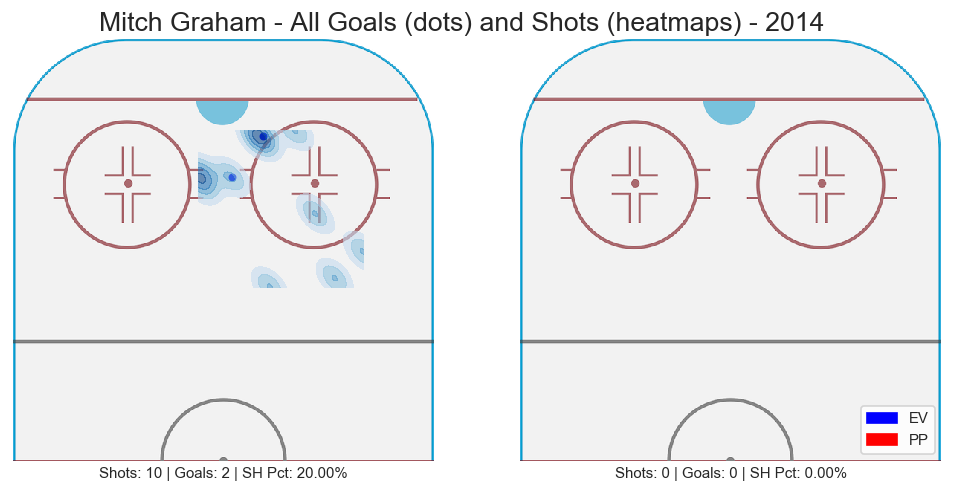 Mitch Graham - All Goals (dots) and Shots (heatmaps) - 2014
EV
PP
Shots: 10 | Goals: 2 | SH Pct: 20.00%
Shots: 0 | Goals: 0 | SH Pct: 0.00%